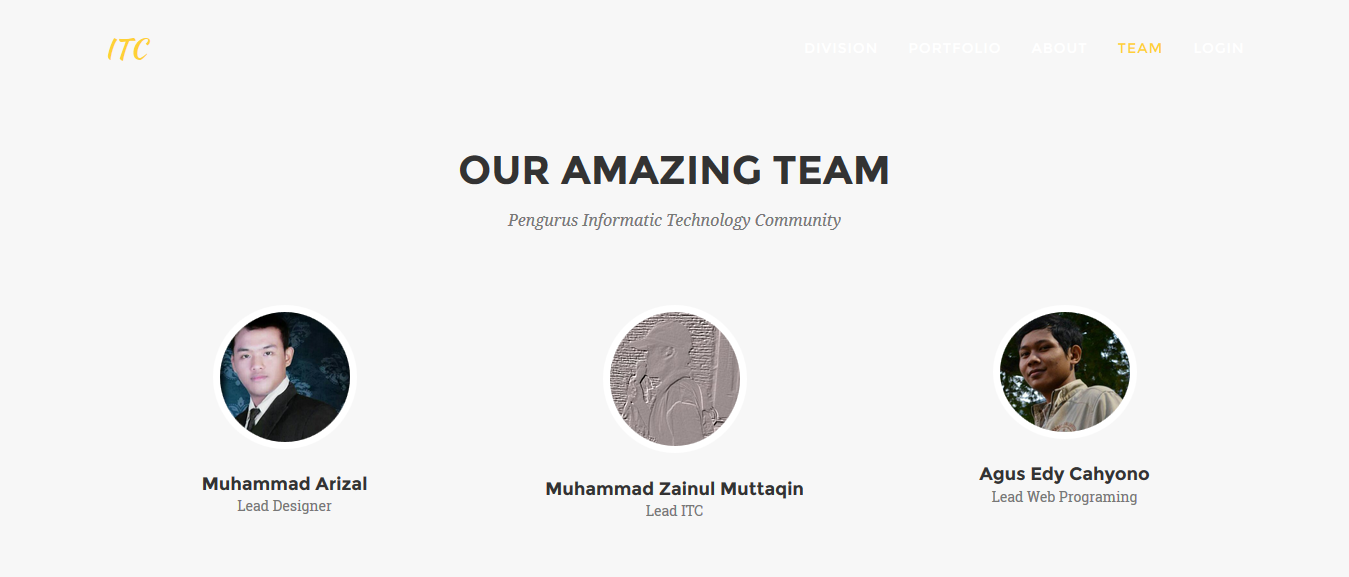 ITC
DIVISION PORTFOLIO ABOUT TEAM LOGIN
OUR AMAZING TEAM
Pengurus Informatic Technology Community
Muhammad Arizal
Lead Designer
Muhammad Zainul Muttaqin
Lead ITC
Agus Edy Cahyono
Lead Web Programing